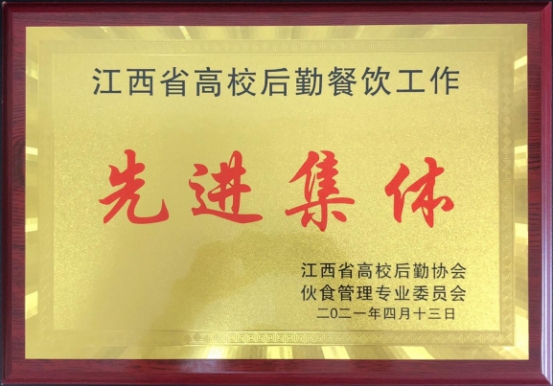 江西省高校后勤餐饮工作
先进集体
江西省高校后勤协会
伙食管理专业委员会
二〇二一年四月十三日